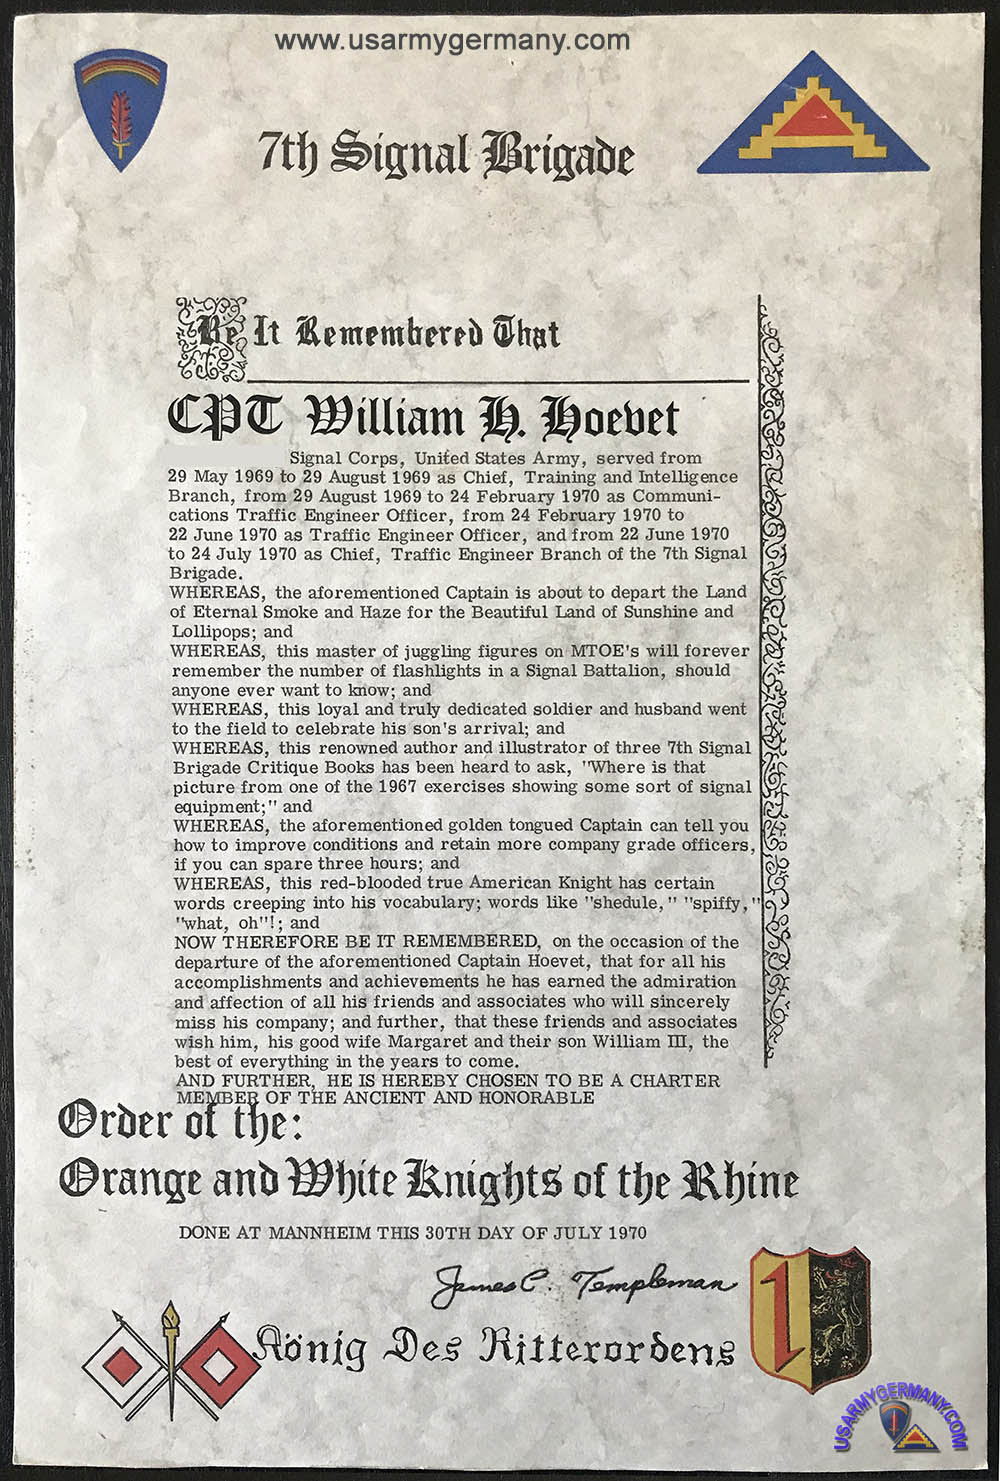 www.usarmygermany.com
7th Signal Brigade
Be It Remembered That
CPT William H. Hoevet
Signal Corps, United States Army, served from
29 May 1969 to 29 August 1969 as Chief, Training and Intelligence
Branch, from 29 August 1969 to 24 February 1970 as Communi-
cations Traffic Engineer Officer, from 24 February 1970 to
22 June 1970 as Traffic Engineer Officer, and from 22 June 1970
to 24 July 1970 as Chief, Traffic Engineer Branch of the 7th Signal
Brigade.
WHEREAS, the aforementioned Captain is about to depart the Land
of Eternal Smoke and Haze for the Beautiful Land of Sunshine and
Lollipops; and
WHEREAS, this master of juggling figures on MTOE's will forever
remember the number of flashlights in a Signal Battalion, should
anyone ever want to know; and
WHEREAS, this loyal and truly dedicated soldier and husband went
to the field to celebrate his son's arrival; and
WHEREAS, this renowned author and illustrator of three 7th Signal
Brigade Critique Books has been heard to ask, "Where is that
picture from one of the 1967 exercises showing some sort of signal
equipment;" and
WHEREAS, the aforementioned golden tongued Captain can tell you
how to improve conditions and retain more company grade officers,
if you can spare three hours; and
WHEREAS, this red-blooded true American Knight has certain
words creeping into his vocabulary; words like "shedule," "spiffy,"
"what, oh"!; and
NOW THEREFORE BE IT REMEMBERED, on the occasion of the
departure of the aforementioned Captain Hoevet, that for all his
accomplishments and achievements he has earned the admiration
and affection of all his friends and associates who will sincerely
miss his company; and further, that these friends and associates
wish him, his good wife Margaret and their son William III, the
best of everything in the years to come.
AND FURTHER, HE IS HEREBY CHOSEN TO BE A CHARTER
MEMBER OF THE ANCIENT AND HONORABLE
Order of the:
Orange and White Knights of the Rhine
DONE AT MANNHEIM THIS 30TH DAY OF JULY 1970
James C. Templeman
König Des Ritterordens
USARMYGERMANY.COM